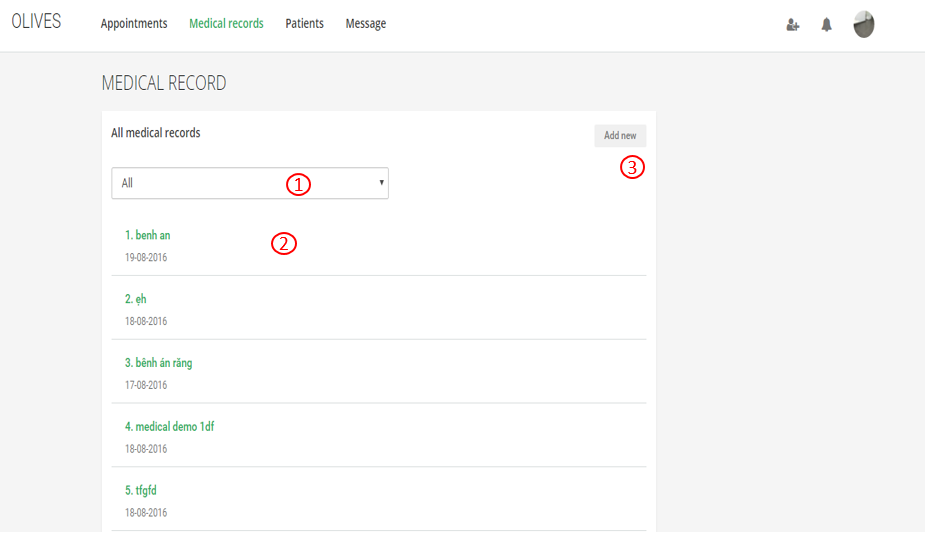 OLIVES Appointments Medical records Patients Message
MEDICAL RECORD
All medical records Add new
3
All 1
1. benh an 2
19-08-2016
2. ẹh
18-08-2016
3. bênh án răng
17-08-2016
4. medical demo 1df
18-08-2016
5. tfgfd
18-08-2016